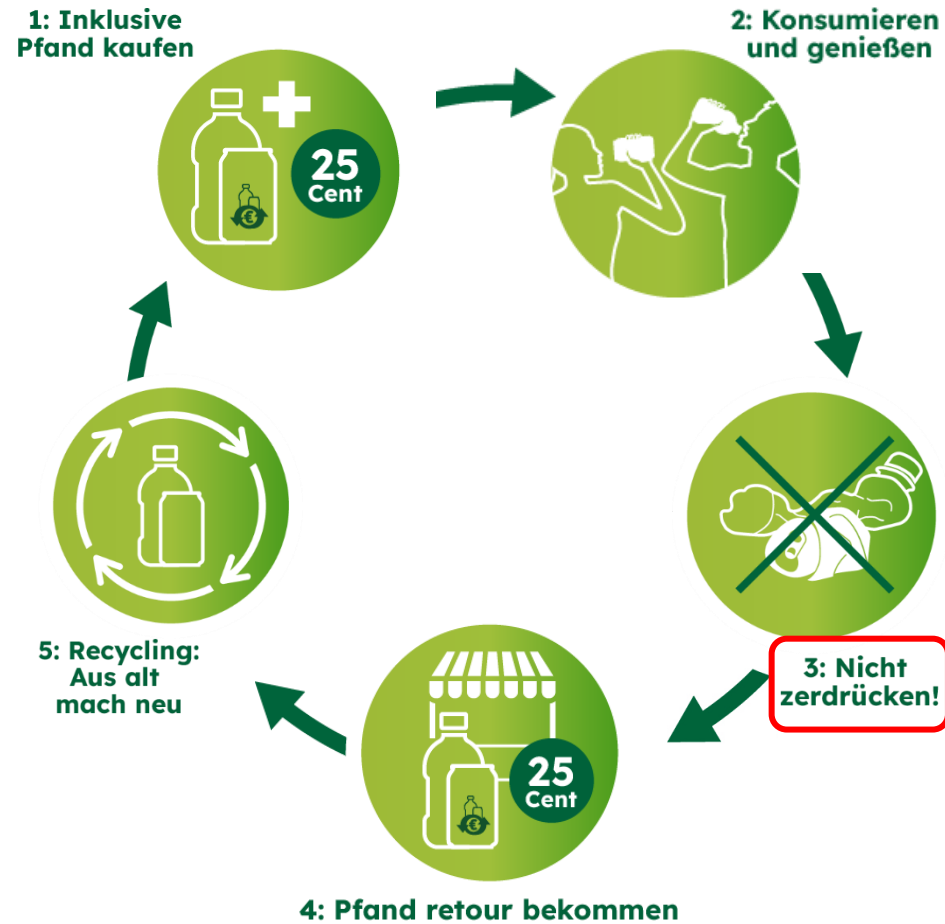 1: Inklusive
Pfand kaufen
25
Cent
€
2: Konsumieren
und genießen
3: Nicht
zerdrücken!
25
Cent
€
4: Pfand retour bekommen
5: Recycling:
Aus alt
mach neu